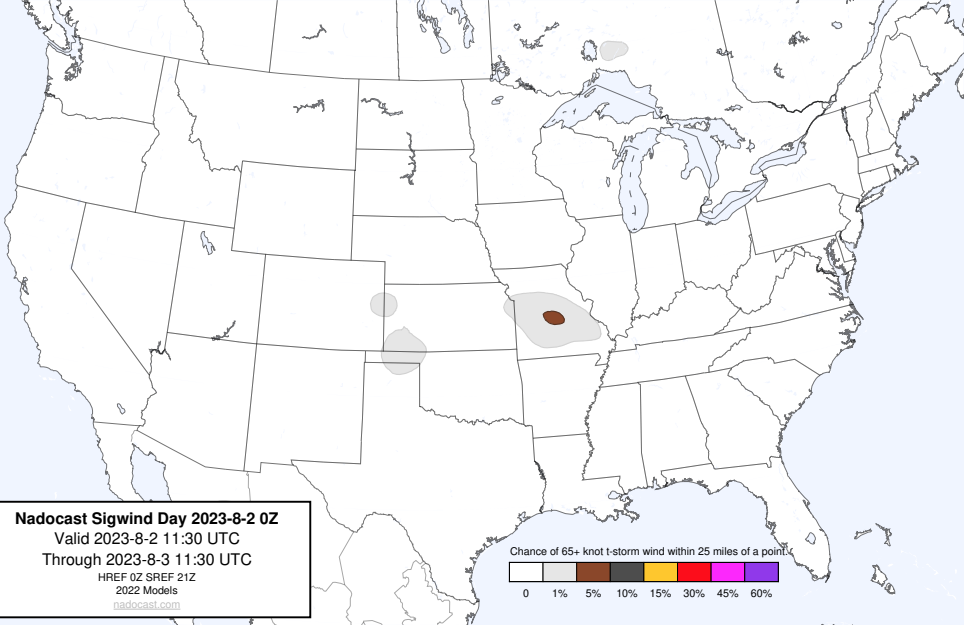 Nadocast Sigwind Day 2023-8-2 0Z
Valid 2023-8-2 11:30 UTC
Through 2023-8-3 11:30 UTC
HREF 0Z SREF 21Z
2022 Models
nadocast.com
Chance of 65+ knot t-storm wind within 25 miles of a point.
0 1% 5% 10% 15% 30% 45% 60%